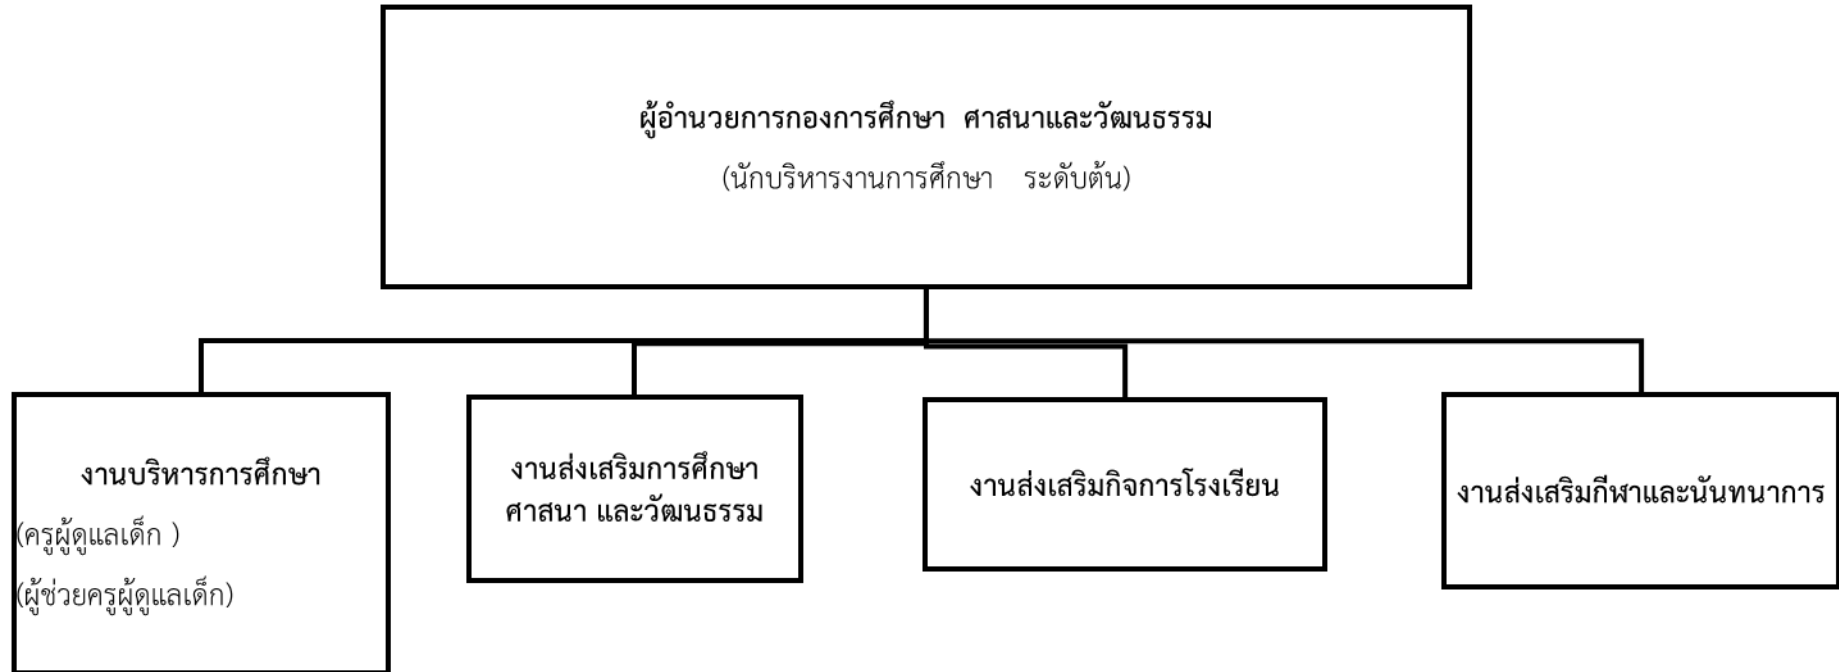 ผู้อำนวยการกองการศึกษา ศาสนาและวัฒนธรรม
(นักบริหารงานการศึกษา ระดับต้น)
งานบริหารการศึกษา
(ครูผู้ดูแลเด็ก )
(ผู้ช่วยครูผู้ดูแลเด็ก)
งานส่งเสริมการศึกษา
ศาสนา และวัฒนธรรม
งานส่งเสริมกิจการโรงเรียน
งานส่งเสริมกีฬาและนันทนาการ